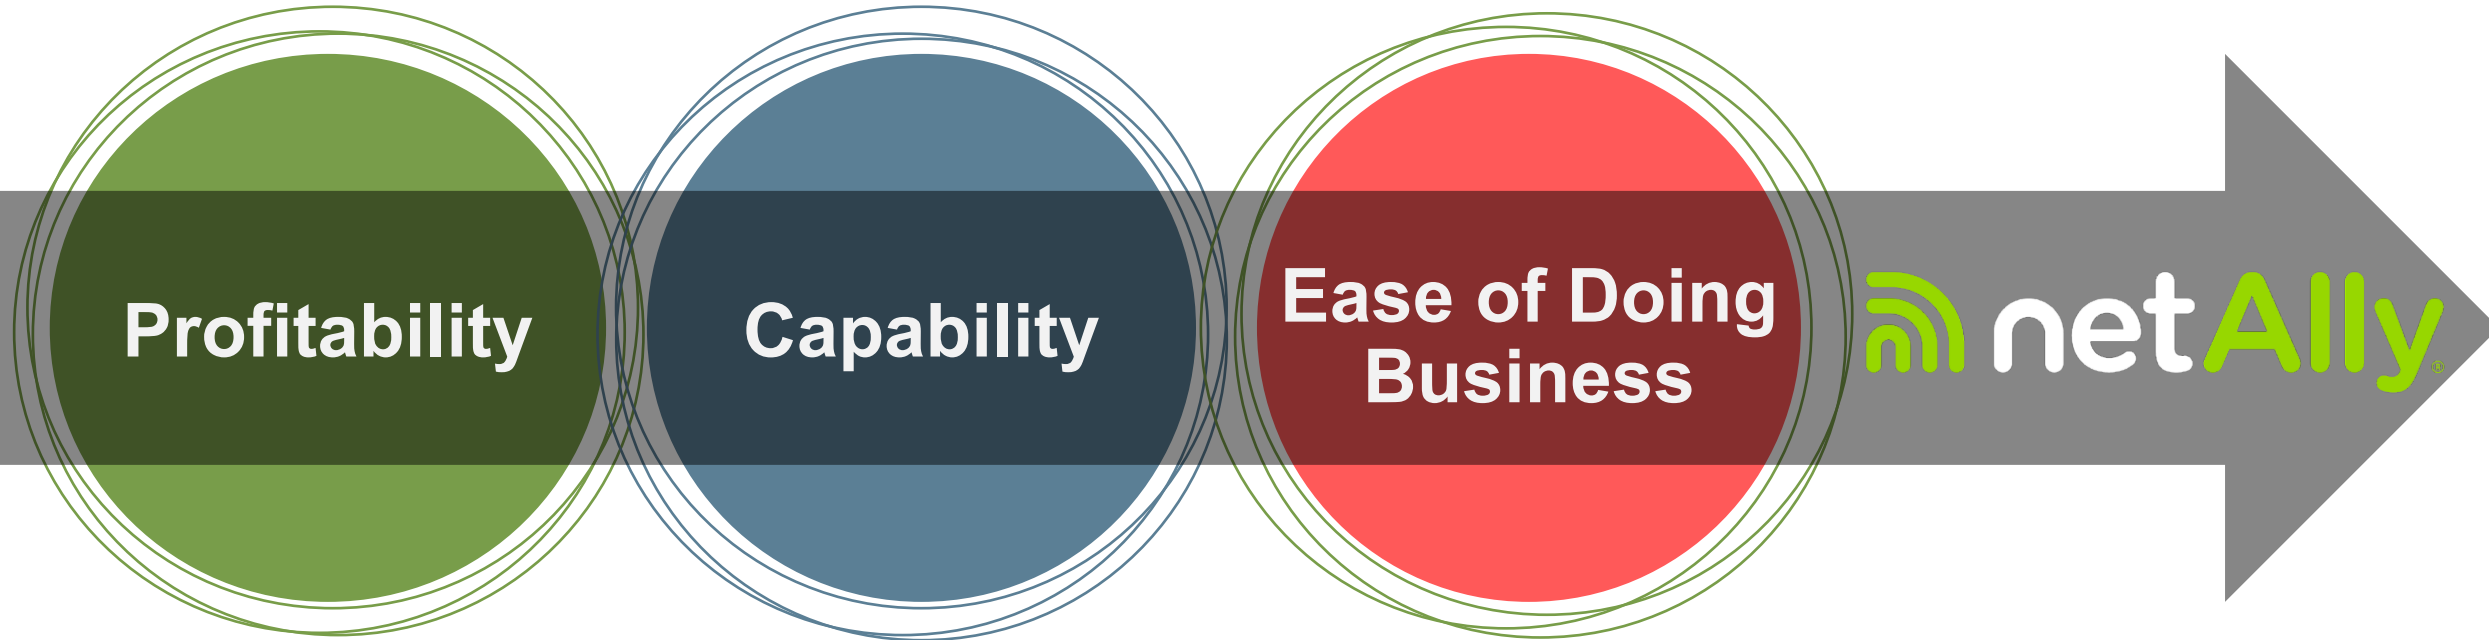 Profitability
Capability
Ease of Doing
Business
netAlly®